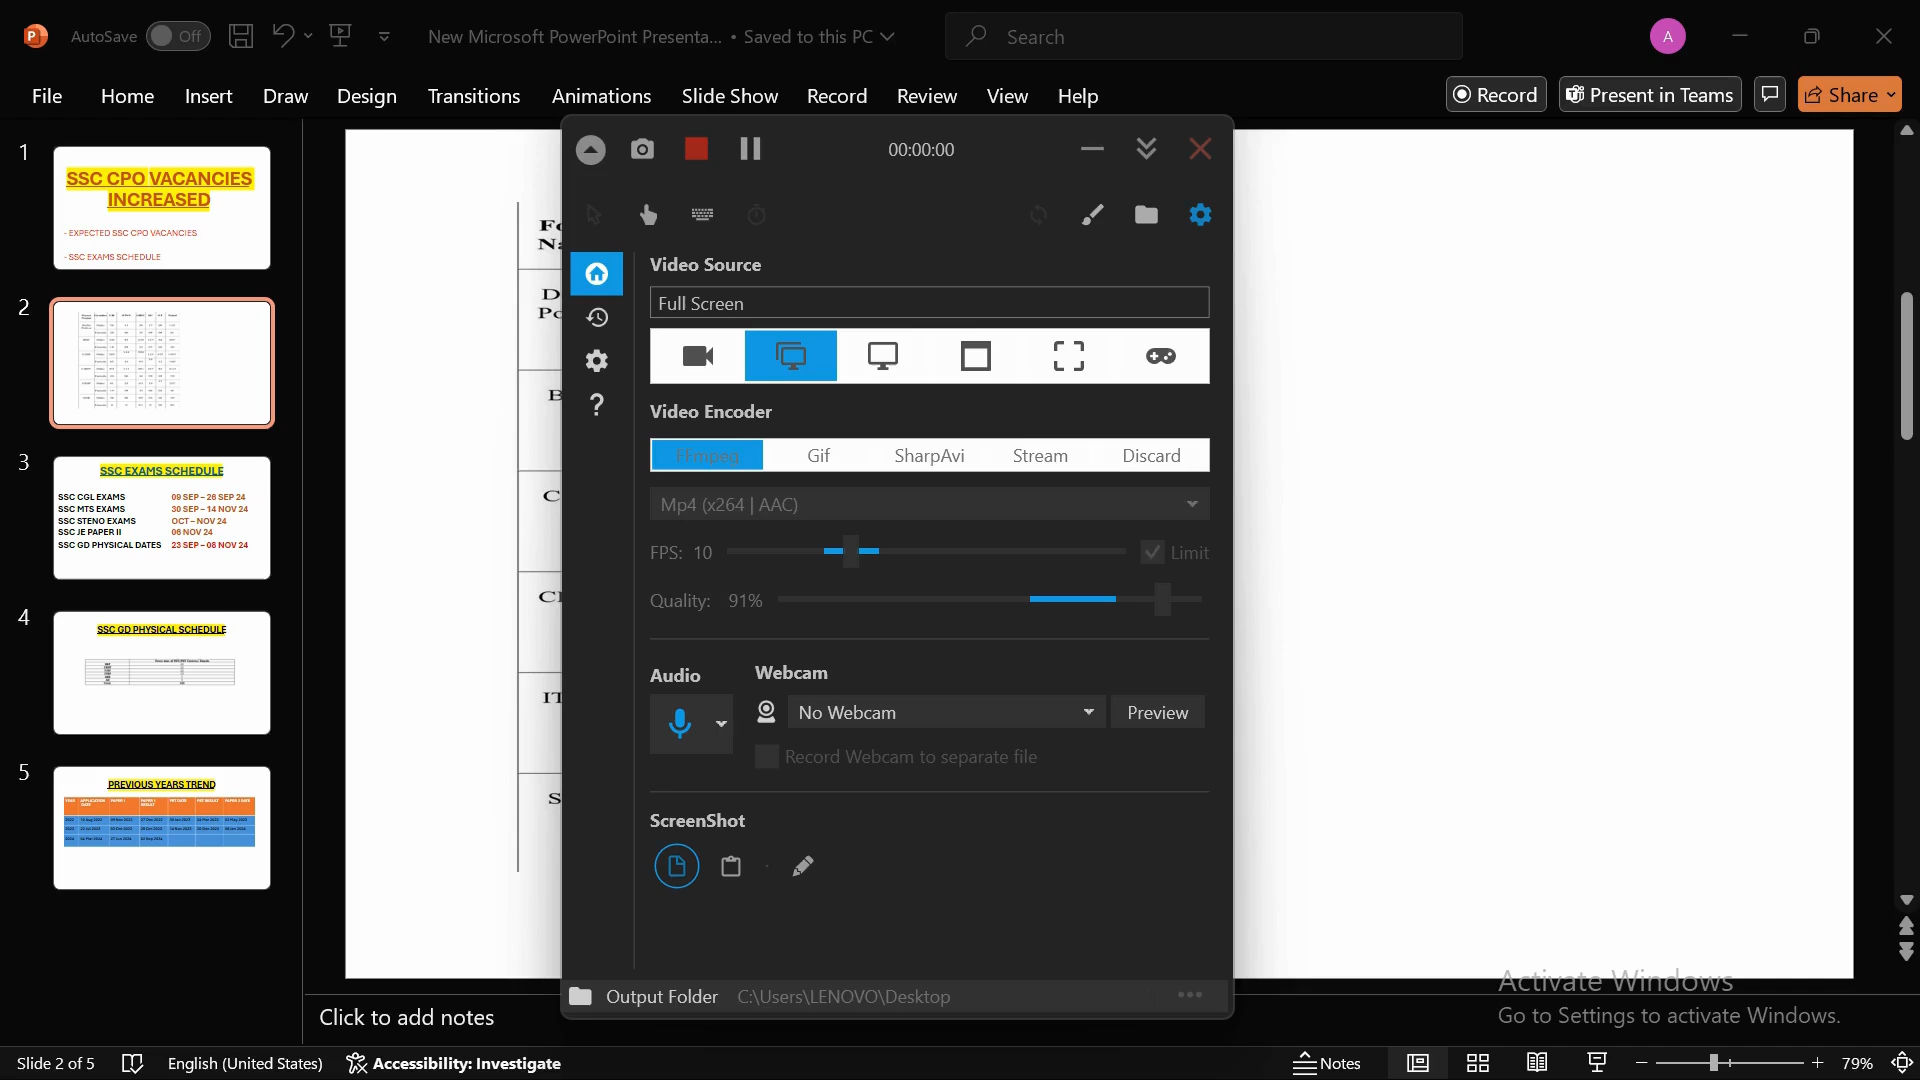 AutoSave Off
New Microsoft PowerPoint Presenta... • Saved to this PC
Search
A
File Home Insert Draw Design Transitions Animations Slide Show Record Review View Help
Record
Present in Teams
Share
1
SSC CPO VACANCIES
INCREASED
- EXPECTED SSC CPO VACANCIES
- SSC EXAMS SCHEDULE
2
3
SSC EXAMS SCHEDULE
SSC CGL EXAMS 09 SEP – 26 SEP 24
SSC MTS EXAMS 30 SEP – 14 NOV 24
SSC STENO EXAMS OCT – NOV 24
SSC JE PAPER II 06 NOV 24
SSC GD PHYSICAL DATES 23 SEP – 08 NOV 24
4
SSC GD PHYSICAL SCHEDULE
5
PREVIOUS YEARS TREND
00:00:00
Video Source
Full Screen
Video Encoder
FFmpeg Gif SharpAvi Stream Discard
Mp4 (x264 | AAC)
FPS: 10 Limit
Quality: 91%
Audio
Webcam
No Webcam
Preview
Record Webcam to separate file
ScreenShot
Output Folder C:\Users\LENOVO\Desktop ...
Activate Windows
Go to Settings to activate Windows.
Click to add notes
Slide 2 of 5 English (United States) Accessibility: Investigate Notes 79%